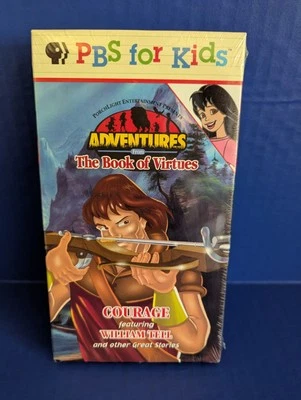 PBS for Kids™
PORCHLIGHT ENTERTAINMENT PRESENTS
ADVENTURES
FROM
The Book of Virtues
COURAGE
featuring
WILLIAM TELL
and other Great Stories